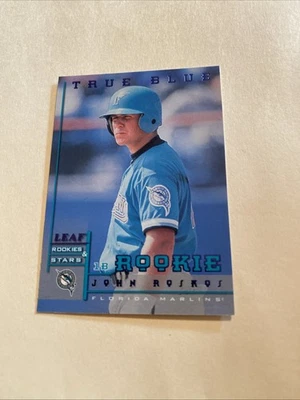 TRUE BLUE
LEAF
ROOKIES &
STARS
1B ROOKIE
JOHN ROSKOS
FLORIDA MARLINS